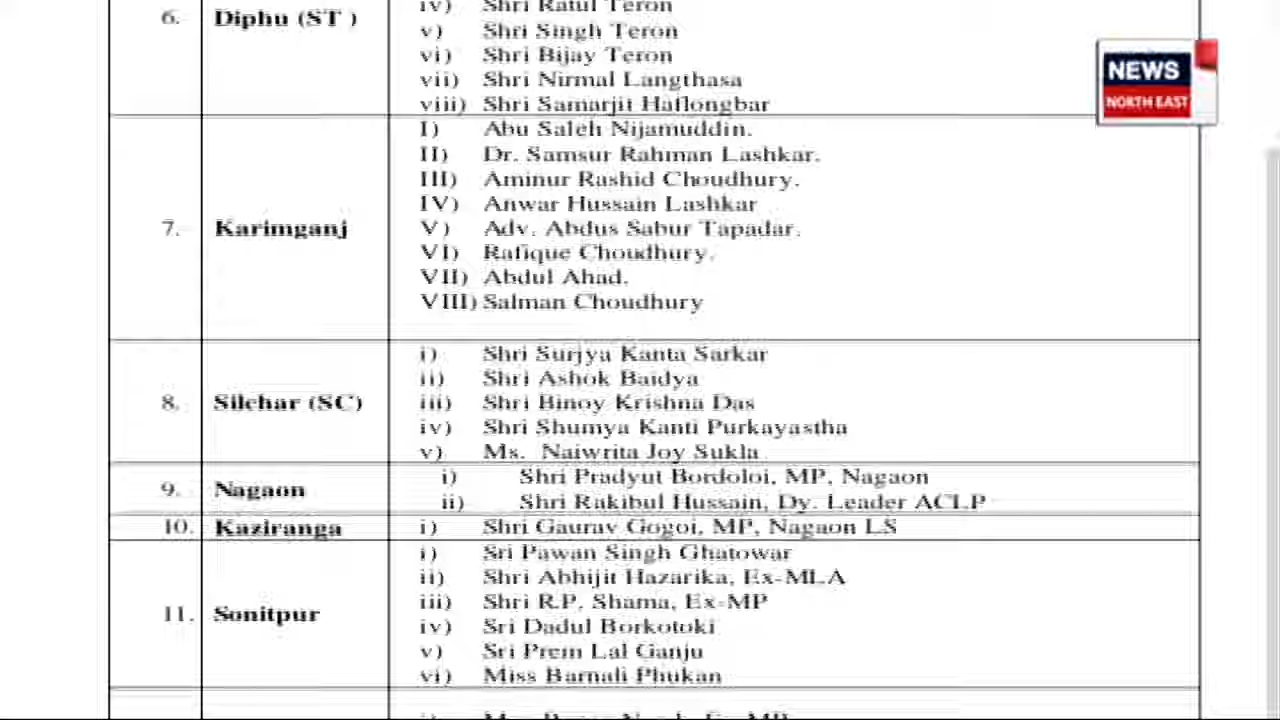 6. Diphu (ST ) iv) Shri Ratul Teron
v) Shri Singh Teron
vi) Shri Bijay Teron
vii) Shri Nirmal Langthasa
viii) Shri Samarjit Haflongbar
NEWS
NORTH EAST
I) Abu Saleh Nijamuddin.
II) Dr. Samsur Rahman Lashkar.
III) Aminur Rashid Choudhury.
IV) Anwar Hussain Lashkar
7. Karimganj V) Adv. Abdus Sabur Tapadar.
VI) Rafique Choudhury.
VII) Abdul Ahad.
VIII) Salman Choudhury
i) Shri Surjya Kanta Sarkar
ii) Shri Ashok Baidya
8. Silchar (SC) iii) Shri Binoy Krishna Das
iv) Shri Shumya Kanti Purkayastha
v) Ms. Naiwrita Joy Sukla
i) Shri Pradyut Bordoloi, MP, Nagaon
9. Nagaon
ii) Shri Rakibul Hussain, Dy. Leader ACLP
10. Kaziranga i) Shri Gaurav Gogoi, MP, Nagaon LS
i) Sri Pawan Singh Ghatowar
ii) Shri Abhijit Hazarika, Ex-MLA
iii) Shri R.P. Shama, Ex-MP
11. Sonitpur
iv) Sri Dadul Borkotoki
v) Sri Prem Lal Ganju
vi) Miss Barnali Phukan